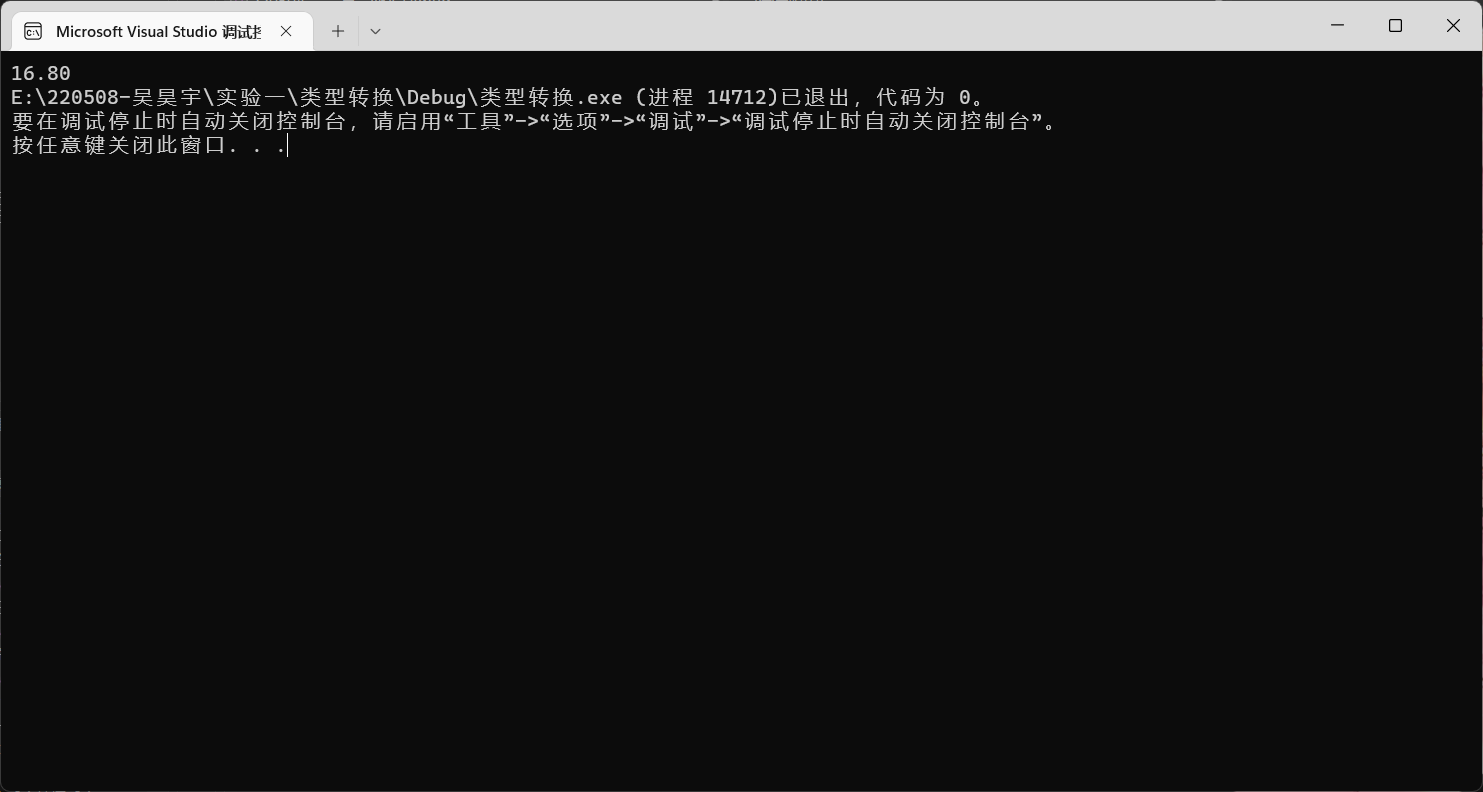 Microsoft Visual Studio 调试
16.80
E:\220508-吴昊宇\实验一\类型转换\Debug\类型转换.exe (进程 14712)已退出，代码为 0。
要在调试停止时自动关闭控制台，请启用“工具”->“选项”->“调试”->“调试停止时自动关闭控制台”。
按任意键关闭此窗口. . .